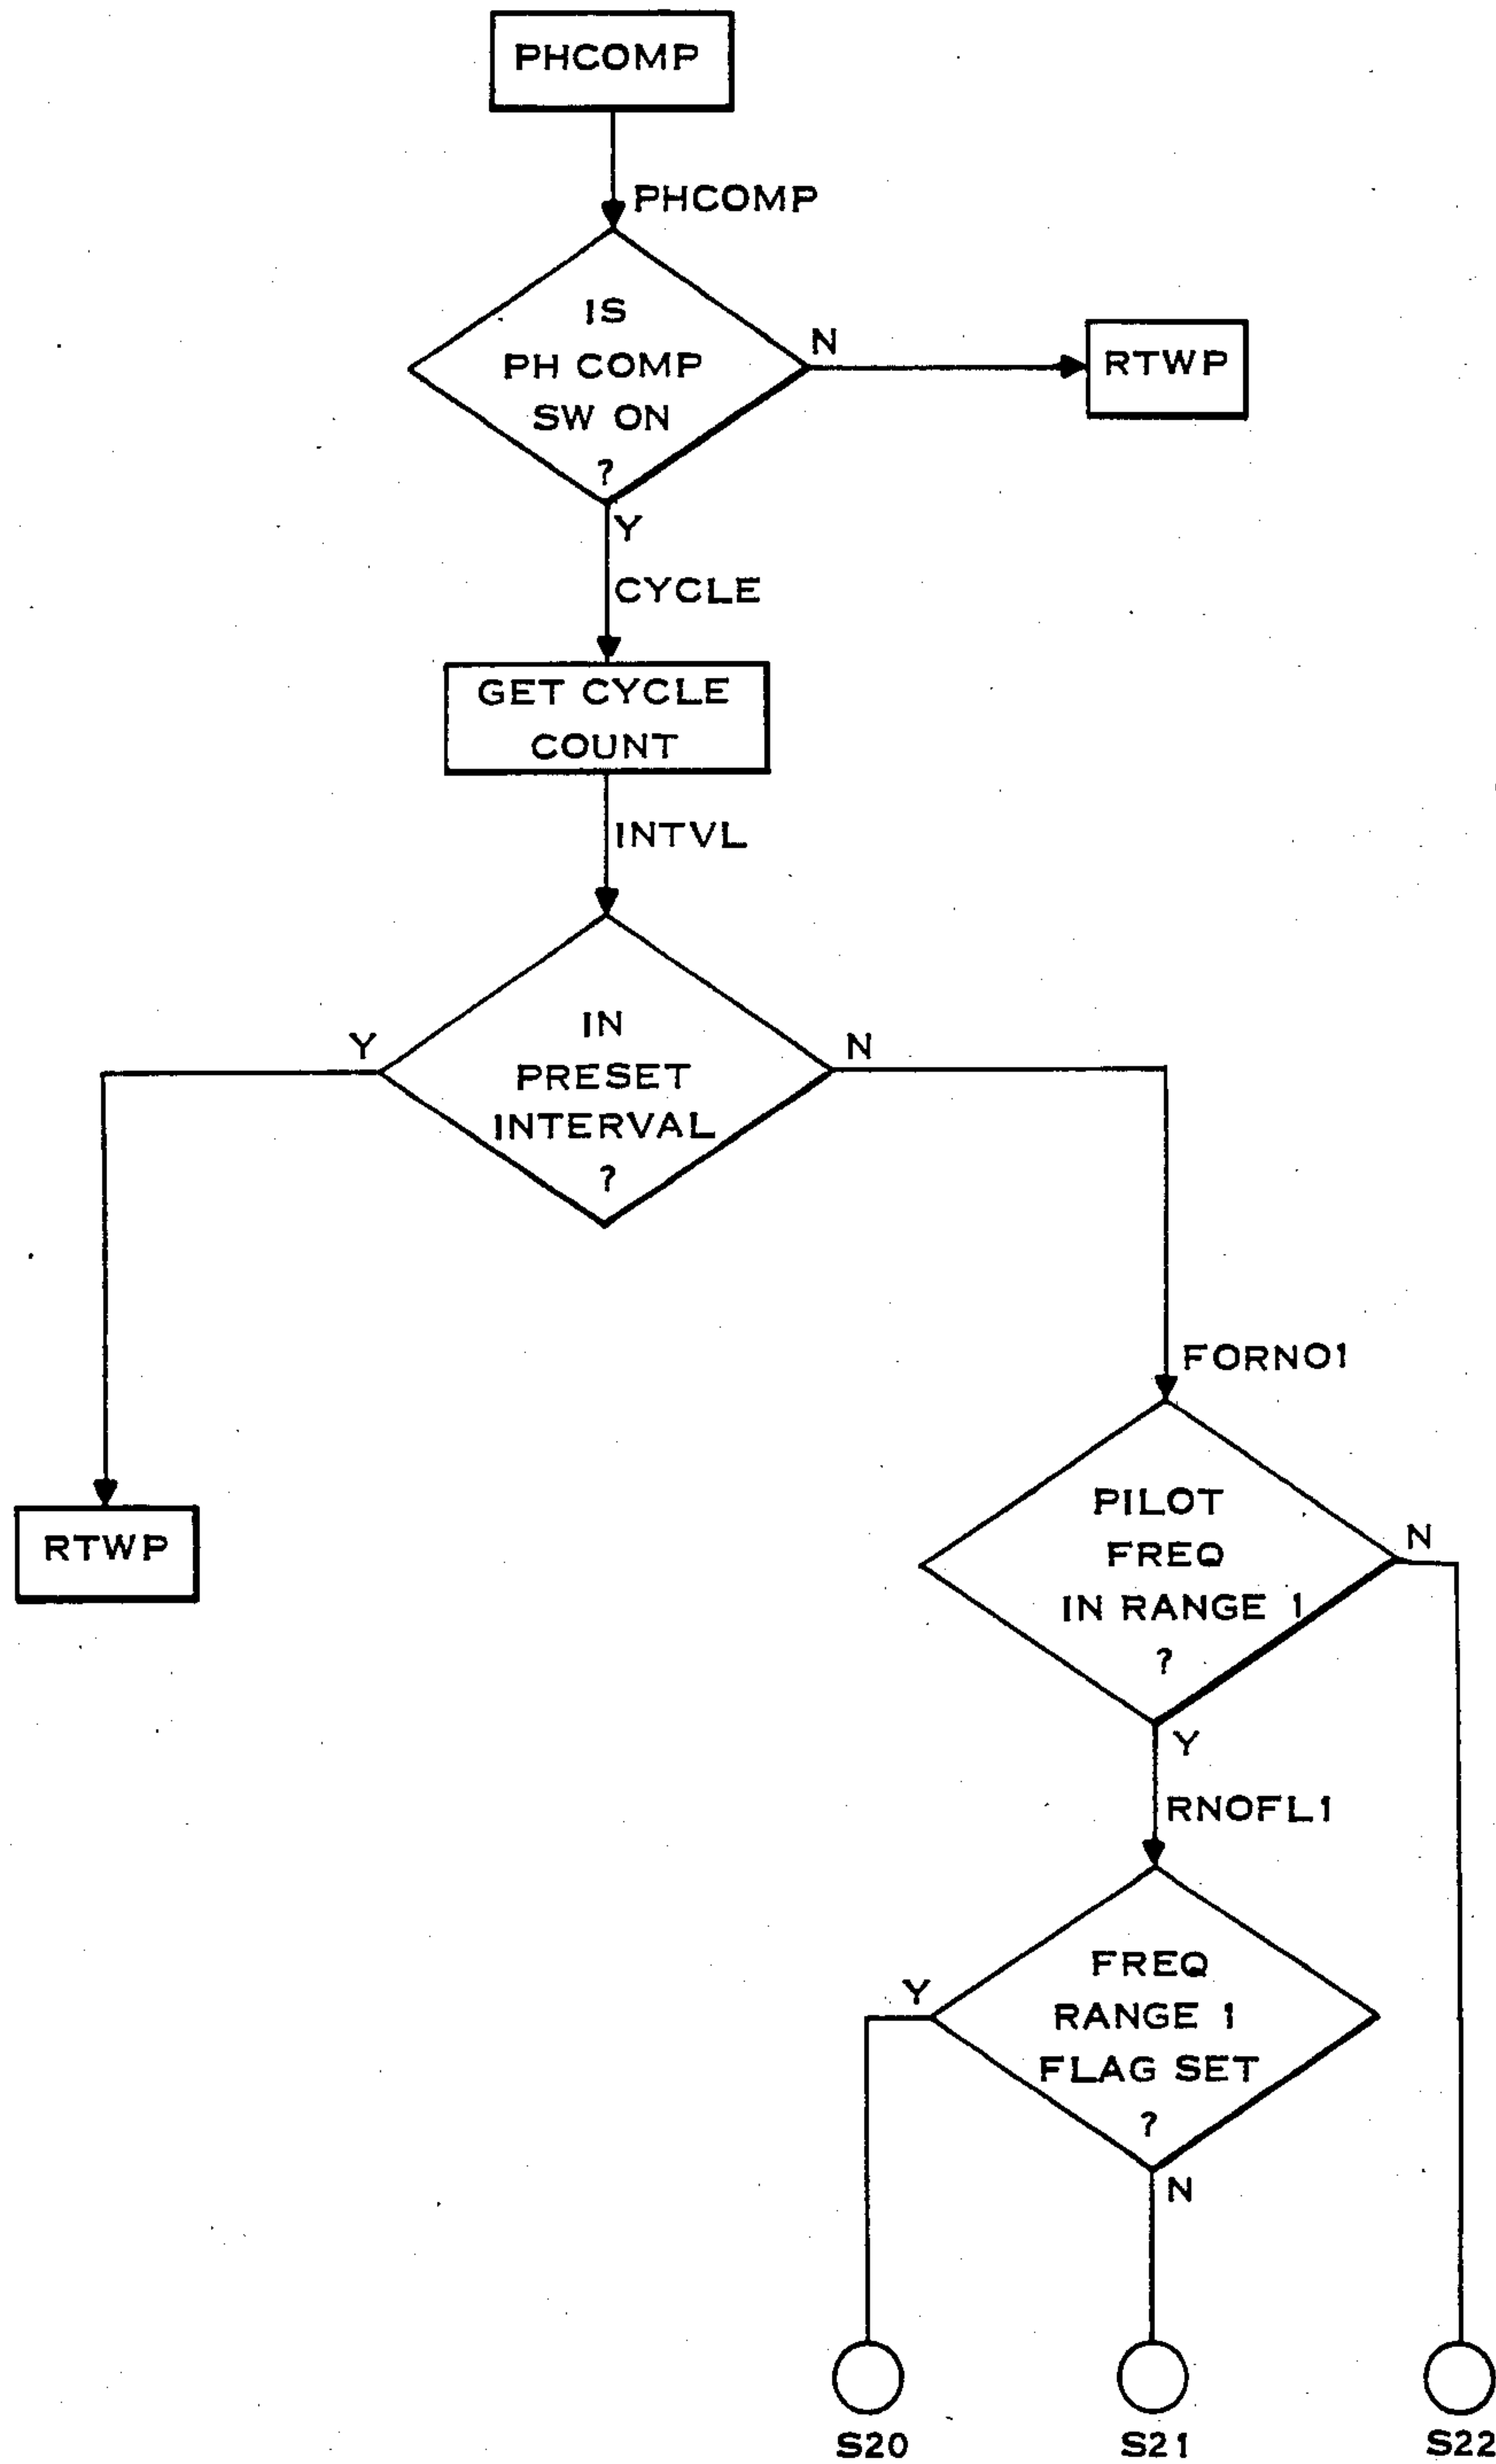 PHCOMP
PHCOMP
IS
PH COMP
SW ON
?
N
RTWP
Y
CYCLE
GET CYCLE
COUNT
INTVL
Y
IN
PRESET
INTERVAL
?
N
RTWP
FORNO1
PILOT
FREQ
IN RANGE 1
?
N
Y
RNOFL1
Y
FREQ
RANGE 1
FLAG SET
?
N
S20
S21
S22